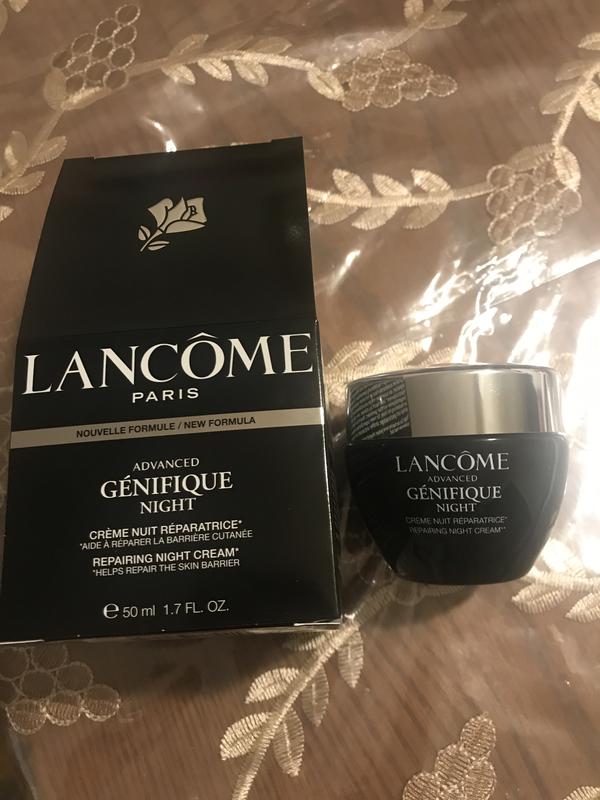 LANCÔME
PARIS
NOUVELLE FORMULE / NEW FORMULA
ADVANCED
GÉNIFIQUE
NIGHT
CRÈME NUIT RÉPARATRICE*
*AIDE À RÉPARER LA BARRIÈRE CUTANÉE
REPAIRING NIGHT CREAM*
*HELPS REPAIR THE SKIN BARRIER
e 50 ml 1.7 FL. OZ.
LANCÔME
ADVANCED
GÉNIFIQUE
NIGHT
CRÈME NUIT RÉPARATRICE*
REPAIRING NIGHT CREAM*